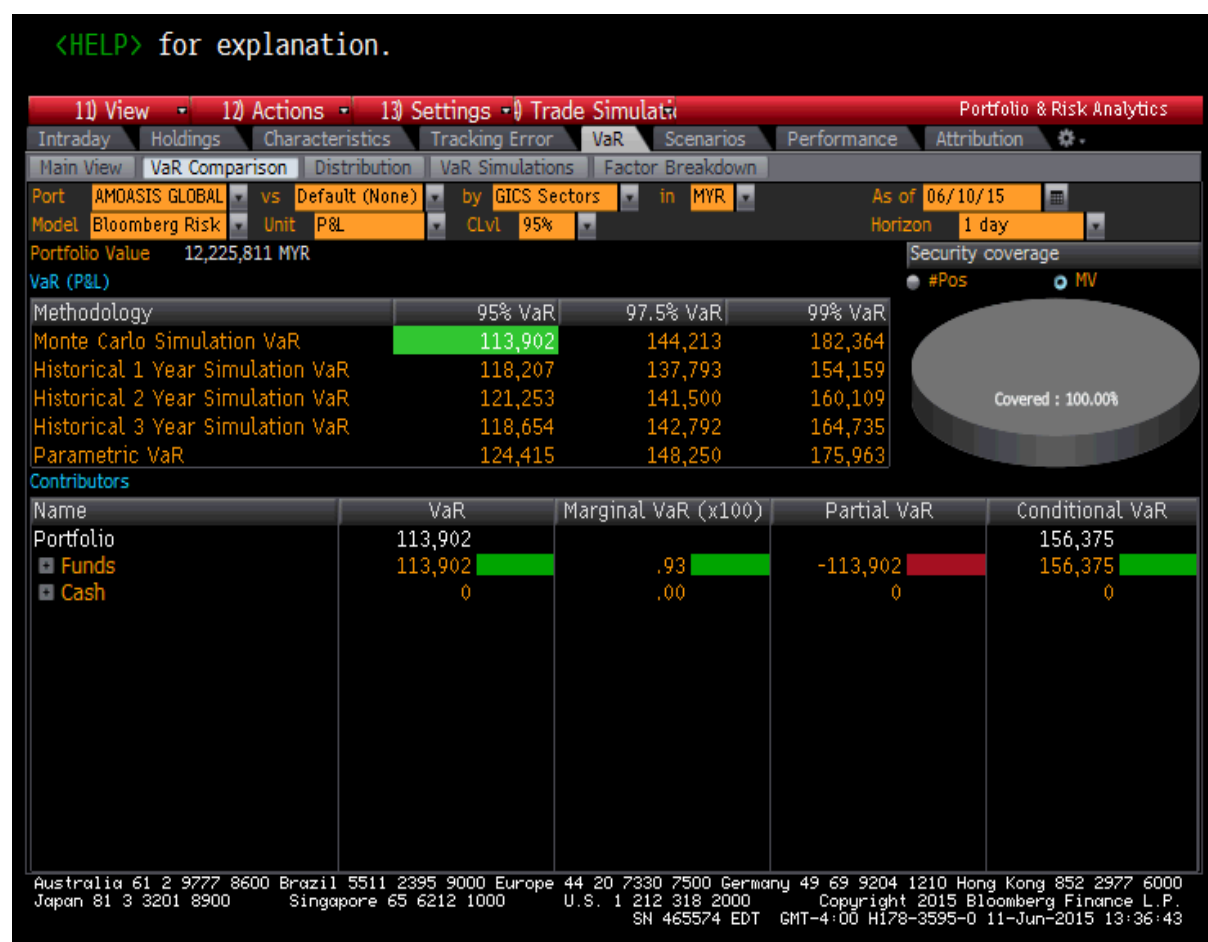 <HELP> for explanation.
11) View 12) Actions 13) Settings Trade Simulati Portfolio & Risk Analytics
Intraday Holdings Characteristics Tracking Error VaR Scenarios Performance Attribution
Main View VaR Comparison Distribution VaR Simulations Factor Breakdown
Port AMOASIS GLOBAL vs Default (None) by GICS Sectors in MYR As of 06/10/15
Model Bloomberg Risk Unit P&L CLvl 95% Horizon 1 day
Portfolio Value 12,225,811 MYR Security coverage
VaR (P&L) #Pos MV
Methodology 95% VaR 97.5% VaR 99% VaR
Monte Carlo Simulation VaR 113,902 144,213 182,364
Historical 1 Year Simulation VaR 118,207 137,793 154,159
Historical 2 Year Simulation VaR 121,253 141,500 160,109
Covered : 100.00%
Historical 3 Year Simulation VaR 118,654 142,792 164,735
Parametric VaR 124,415 148,250 175,963
Contributors
Name VaR Marginal VaR (x100) Partial VaR Conditional VaR
Portfolio 113,902 156,375
Funds 113,902 .93 -113,902 156,375
Cash 0 .00 0 0
Australia 61 2 9777 8600 Brazil 5511 2395 9000 Europe 44 20 7330 7500 Germany 49 69 9204 1210 Hong Kong 852 2977 6000
Japan 81 3 3201 8900 Singapore 65 6212 1000 U.S. 1 212 318 2000 Copyright 2015 Bloomberg Finance L.P.
SN 465574 EDT GMT-4:00 H178-3595-0 11-Jun-2015 13:36:43